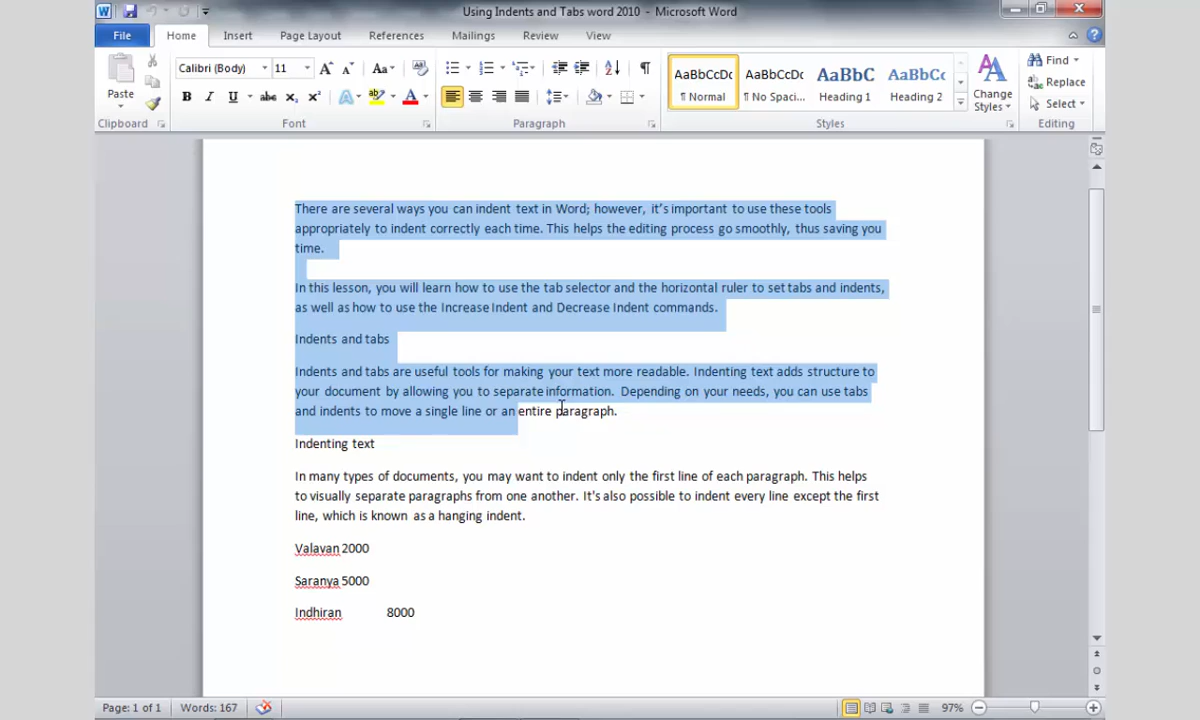 Using Indents and Tabs word 2010 - Microsoft Word
File Home Insert Page Layout References Mailings Review View
Calibri (Body) 11 Aa
AaBbCcDc AaBbCcDc AaBbC AaBbCc
Find
Replace
Select
Paste
B I U abc x₂ x² A ab A
¶ Normal ¶ No Spaci... Heading 1 Heading 2
Change Styles
Clipboard Font Paragraph Styles Editing
There are several ways you can indent text in Word; however, it's important to use these tools
appropriately to indent correctly each time. This helps the editing process go smoothly, thus saving you
time.
In this lesson, you will learn how to use the tab selector and the horizontal ruler to set tabs and indents,
as well as how to use the Increase Indent and Decrease Indent commands.
Indents and tabs
Indents and tabs are useful tools for making your text more readable. Indenting text adds structure to
your document by allowing you to separate information. Depending on your needs, you can use tabs
and indents to move a single line or an entire paragraph.
Indenting text
In many types of documents, you may want to indent only the first line of each paragraph. This helps
to visually separate paragraphs from one another. It's also possible to indent every line except the first
line, which is known as a hanging indent.
Valavan 2000
Saranya 5000
Indhiran 8000
Page: 1 of 1 Words: 167 97%